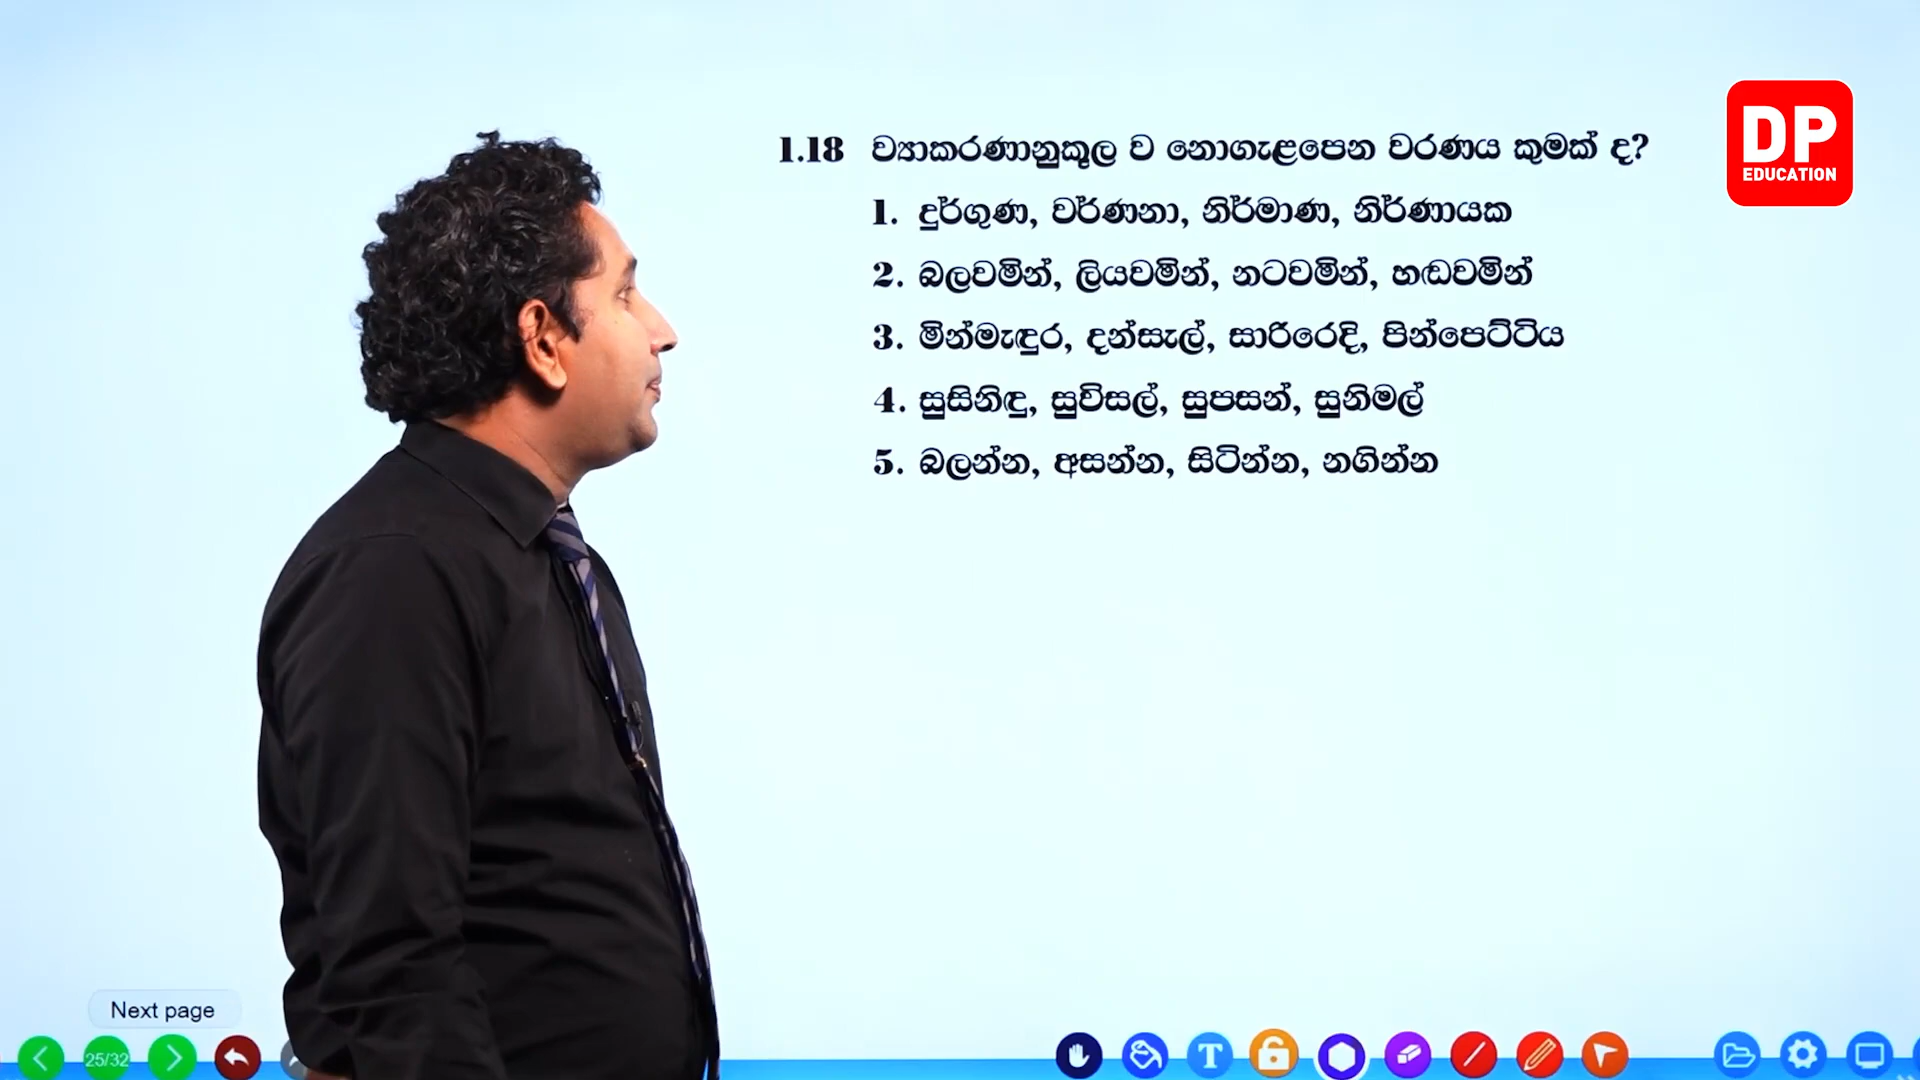 DP
EDUCATION
1.18 ව්‍යාකරණානුකූල ව නොගැළපෙන වරණය කුමක් ද?
1. දුර්ගුණ, වර්ණනා, නිර්මාණ, නිර්ණායක
2. බලවමින්, ලියවමින්, නටවමින්, හඬවමින්
3. මින්මැඳුර, දන්සැල්, සාරිරෙදි, පින්පෙට්ටිය
4. සුසිනිඳු, සුවිසල්, සුපසන්, සුනිමල්
5. බලන්න, අසන්න, සිටින්න, නගින්න
Next page
25/32
T